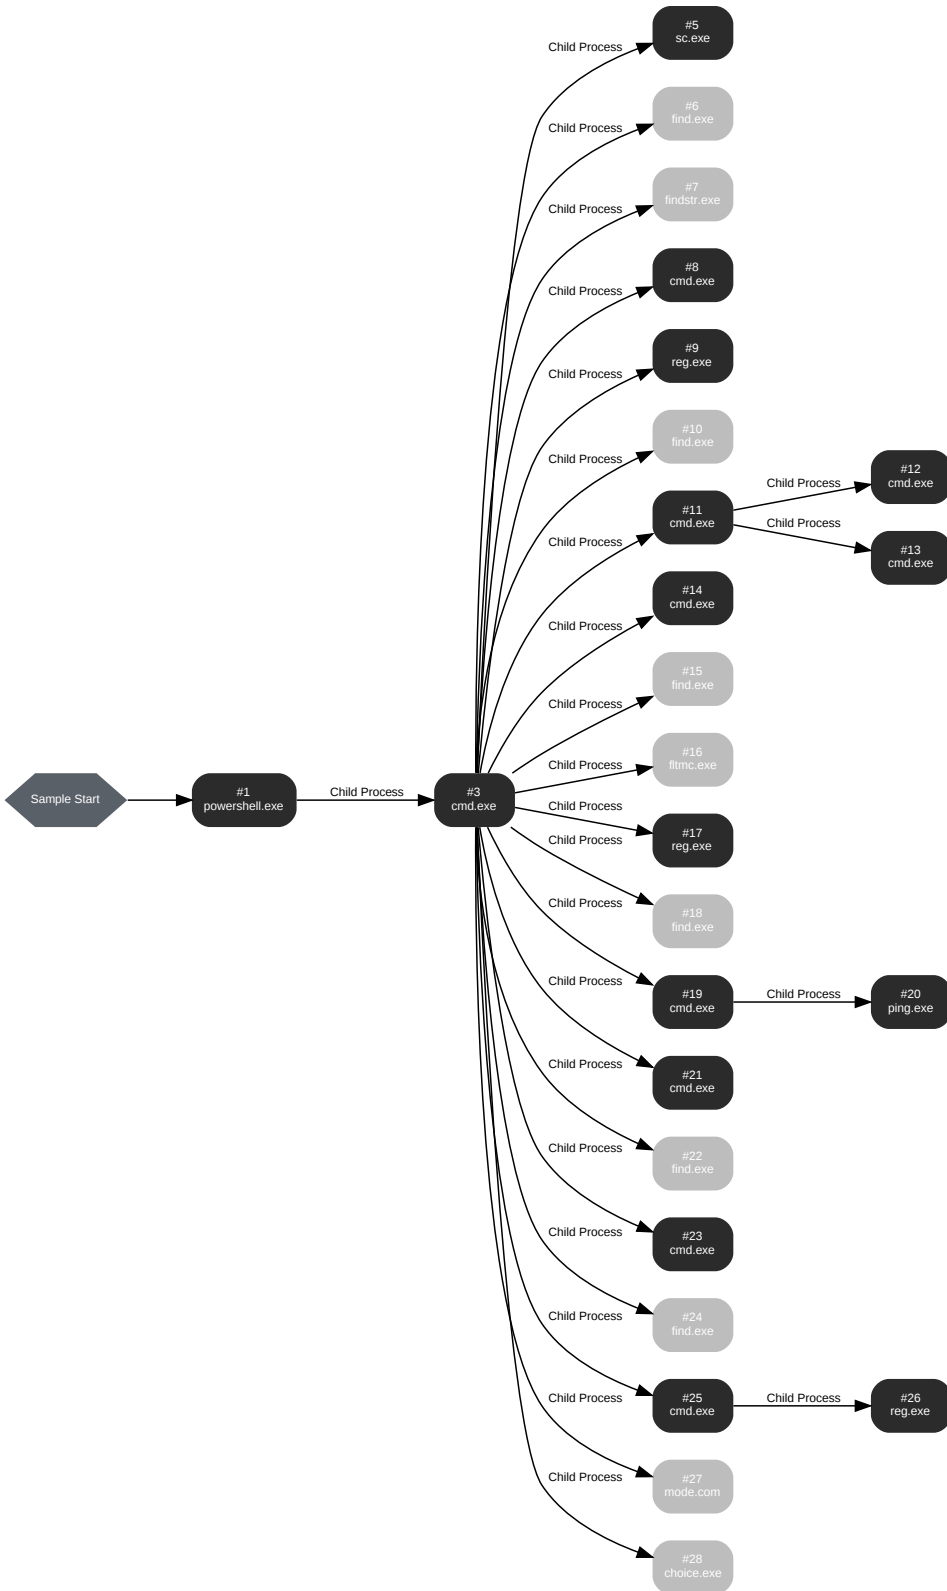 #5
sc.exe
Child Process
#6
find.exe
Child Process
#7
findstr.exe
Child Process
#8
cmd.exe
Child Process
#9
reg.exe
Child Process
#10
find.exe
Child Process
#12
cmd.exe
Child Process
#11
cmd.exe
Child Process
Child Process
#13
cmd.exe
#14
cmd.exe
Child Process
#15
find.exe
Child Process
#16
fltmc.exe
Child Process
Sample Start
#1
powershell.exe
Child Process
#3
cmd.exe
Child Process
#17
reg.exe
Child Process
#18
find.exe
Child Process
#19
cmd.exe
Child Process
#20
ping.exe
Child Process
#21
cmd.exe
Child Process
#22
find.exe
Child Process
#23
cmd.exe
Child Process
#24
find.exe
Child Process
#25
cmd.exe
Child Process
#26
reg.exe
Child Process
#27
mode.com
Child Process
#28
choice.exe